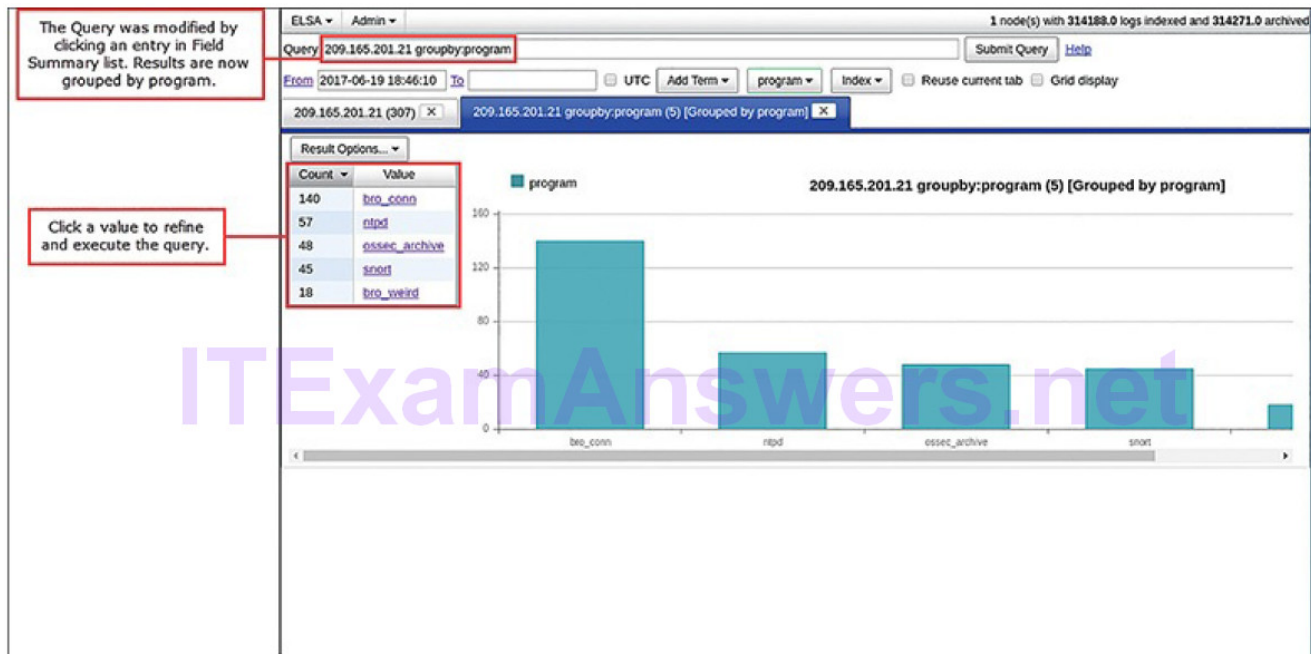 The Query was modified by
clicking an entry in Field
Summary list. Results are now
grouped by program.
ELSA Admin
1 node(s) with 314188.0 logs indexed and 314271.0 archived
Query 209.165.201.21 groupby:program Submit Query Help
From 2017-06-19 18:46:10 To UTC Add Term program Index Reuse current tab Grid display
209.165.201.21 (307) X 209.165.201.21 groupby:program (5) [Grouped by program] X
Result Options...
Count Value
140 bro_conn
57 ntpd
48 ossec_archive
45 snort
18 bro_weird
Click a value to refine
and execute the query.
program
209.165.201.21 groupby:program (5) [Grouped by program]
160
120
80
40
0
bro_conn ntpd ossec_archive snort
ITExamAnswers.net